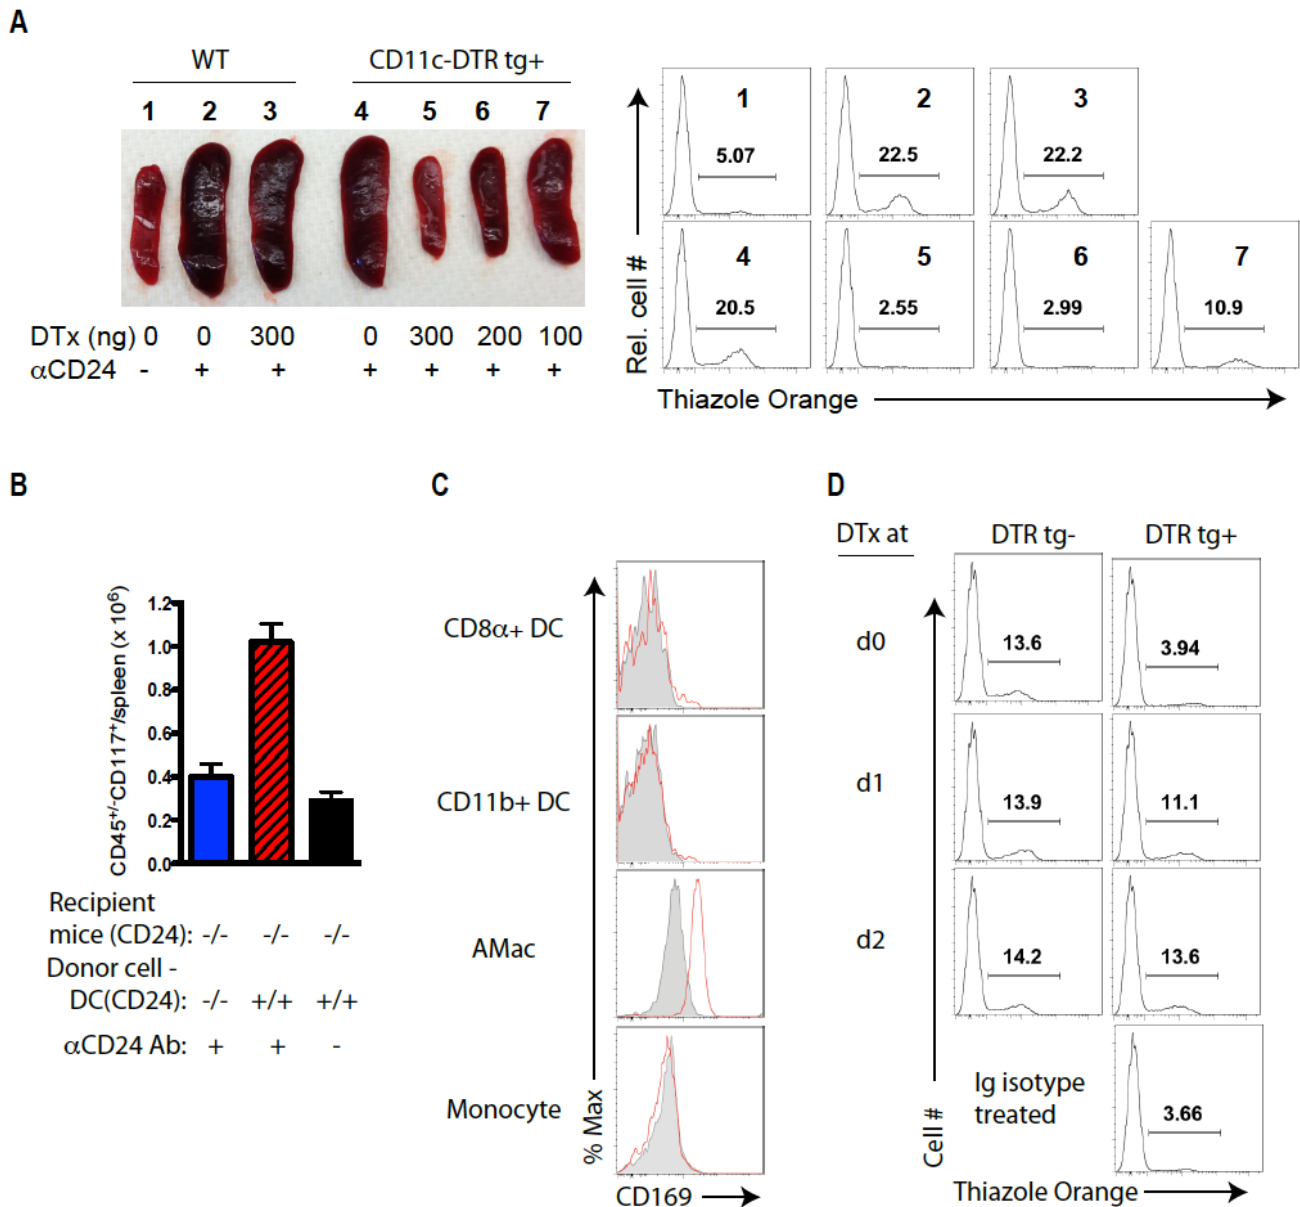 A
WT
CD11c-DTR tg+
1 2 3 4 5 6 7
DTx (ng) 0 0 300 0 300 200 100
αCD24 - + + + + + +
Rel. cell #
1 2 3
5.07 22.5 22.2
4 5 6 7
20.5 2.55 2.99 10.9
Thiazole Orange
B
CD45+/-CD117+/spleen (x 10⁶)
1.2
1.0
0.8
0.6
0.4
0.2
0.0
Recipient
mice (CD24): -/- -/- -/-
Donor cell -
DC(CD24): -/- +/+ +/+
αCD24 Ab: + + -
C
CD8α+ DC
CD11b+ DC
AMac
Monocyte
% Max
CD169
D
DTx at DTR tg- DTR tg+
d0 13.6 3.94
d1 13.9 11.1
d2 14.2 13.6
Ig isotype
treated
3.66
Cell #
Thiazole Orange